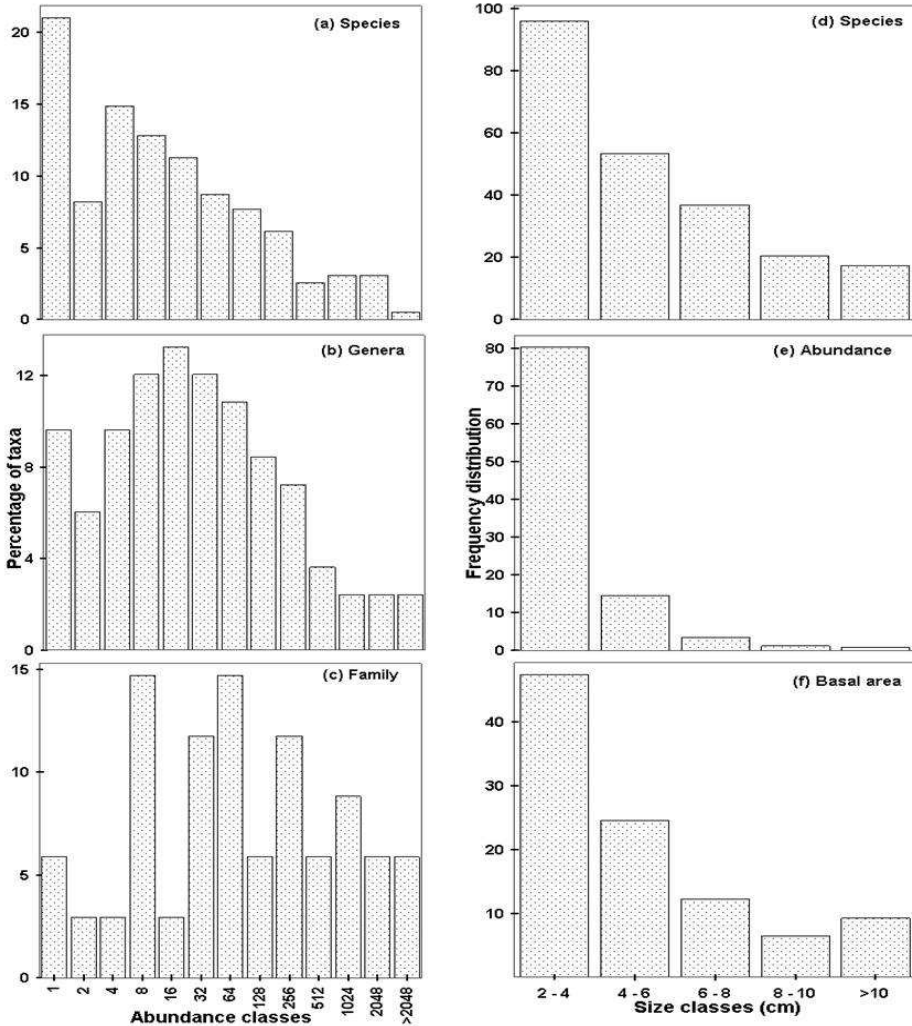 (a) Species
20
15
10
5
0
(b) Genera
12
8
4
0
(c) Family
15
10
5
0
Percentage of taxa
1 2 4 8 16 32 64 128 256 512 1024 2048 >2048
Abundance classes
(d) Species
100
80
60
40
20
0
(e) Abundance
80
70
60
50
40
30
20
10
0
(f) Basal area
40
30
20
10
Frequency distribution
2 - 4 4 - 6 6 - 8 8 - 10 >10
Size classes (cm)